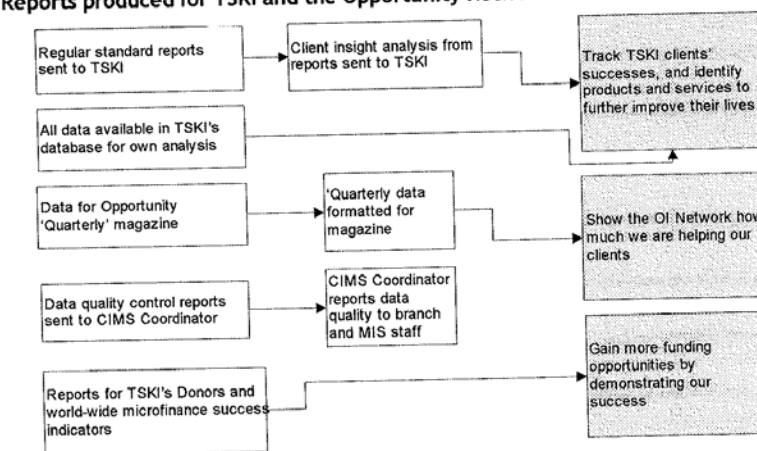 Reports produced for TSKI and the Opportunity
Regular standard reports
sent to TSKI
Client insight analysis from
reports sent to TSKI
Track TSKI clients'
successes, and identify
products and services to
further improve their lives
All data available in TSKI's
database for own analysis
Data for Opportunity
'Quarterly' magazine
'Quarterly data
formatted for
magazine
Show the OI Network how
much we are helping our
clients
Data quality control reports
sent to CIMS Coordinator
CIMS Coordinator
reports data
quality to branch
and MIS staff
Gain more funding
opportunities by
demonstrating our
success
Reports for TSKI's Donors and
world-wide microfinance success
indicators